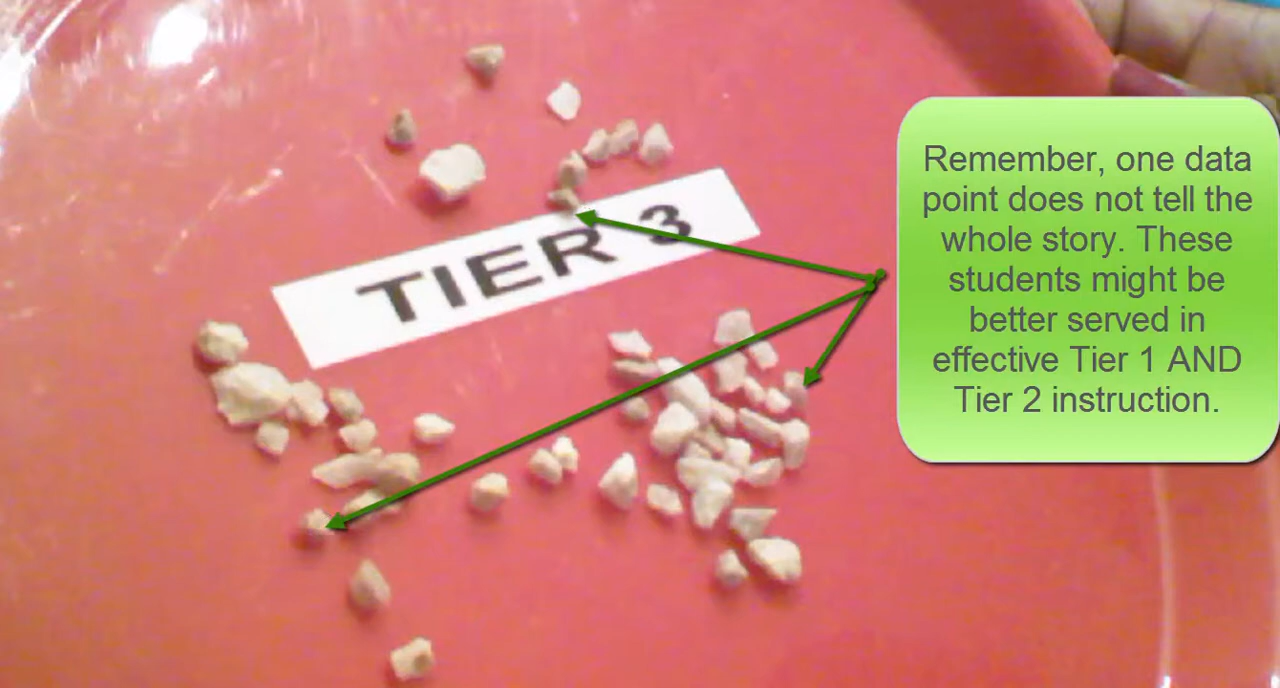 TIER 3
Remember, one data
point does not tell the
whole story. These
students might be
better served in
effective Tier 1 AND
Tier 2 instruction.